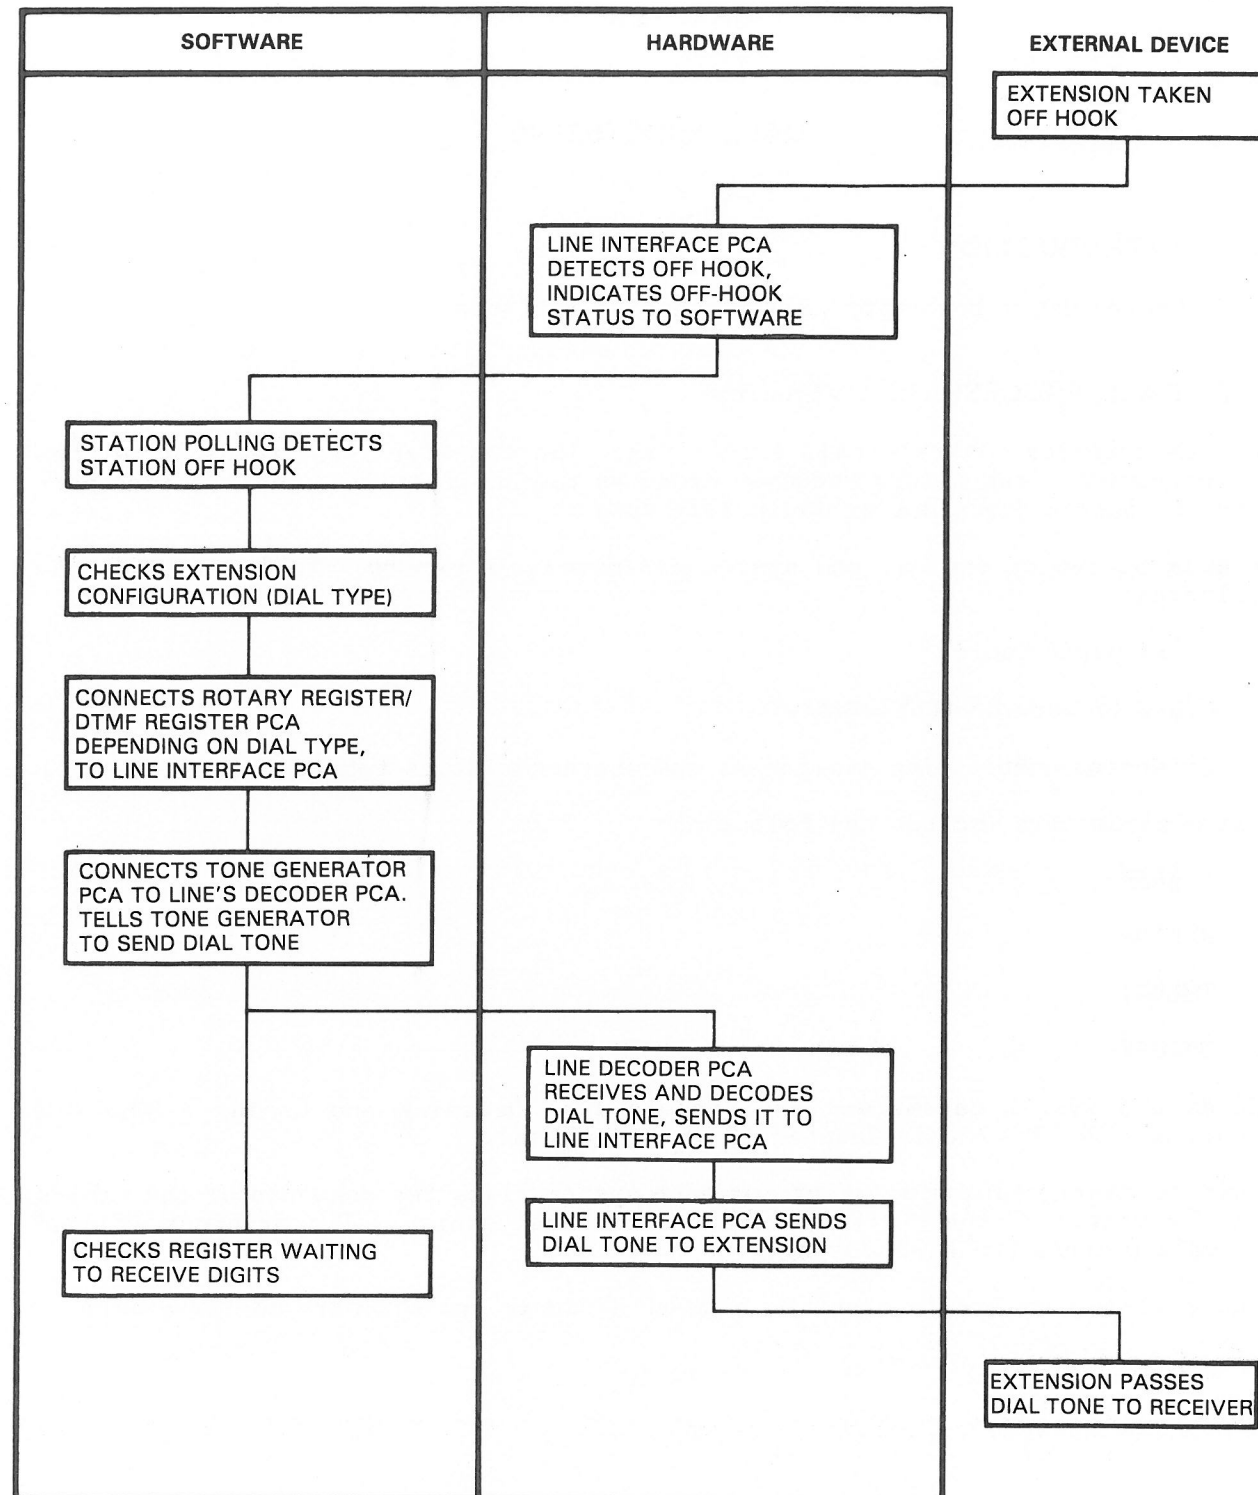 SOFTWARE
HARDWARE
EXTERNAL DEVICE
EXTENSION TAKEN
OFF HOOK
LINE INTERFACE PCA
DETECTS OFF HOOK,
INDICATES OFF-HOOK
STATUS TO SOFTWARE
STATION POLLING DETECTS
STATION OFF HOOK
CHECKS EXTENSION
CONFIGURATION (DIAL TYPE)
CONNECTS ROTARY REGISTER/
DTMF REGISTER PCA
DEPENDING ON DIAL TYPE,
TO LINE INTERFACE PCA
CONNECTS TONE GENERATOR
PCA TO LINE'S DECODER PCA.
TELLS TONE GENERATOR
TO SEND DIAL TONE
LINE DECODER PCA
RECEIVES AND DECODES
DIAL TONE, SENDS IT TO
LINE INTERFACE PCA
LINE INTERFACE PCA SENDS
DIAL TONE TO EXTENSION
CHECKS REGISTER WAITING
TO RECEIVE DIGITS
EXTENSION PASSES
DIAL TONE TO RECEIVER